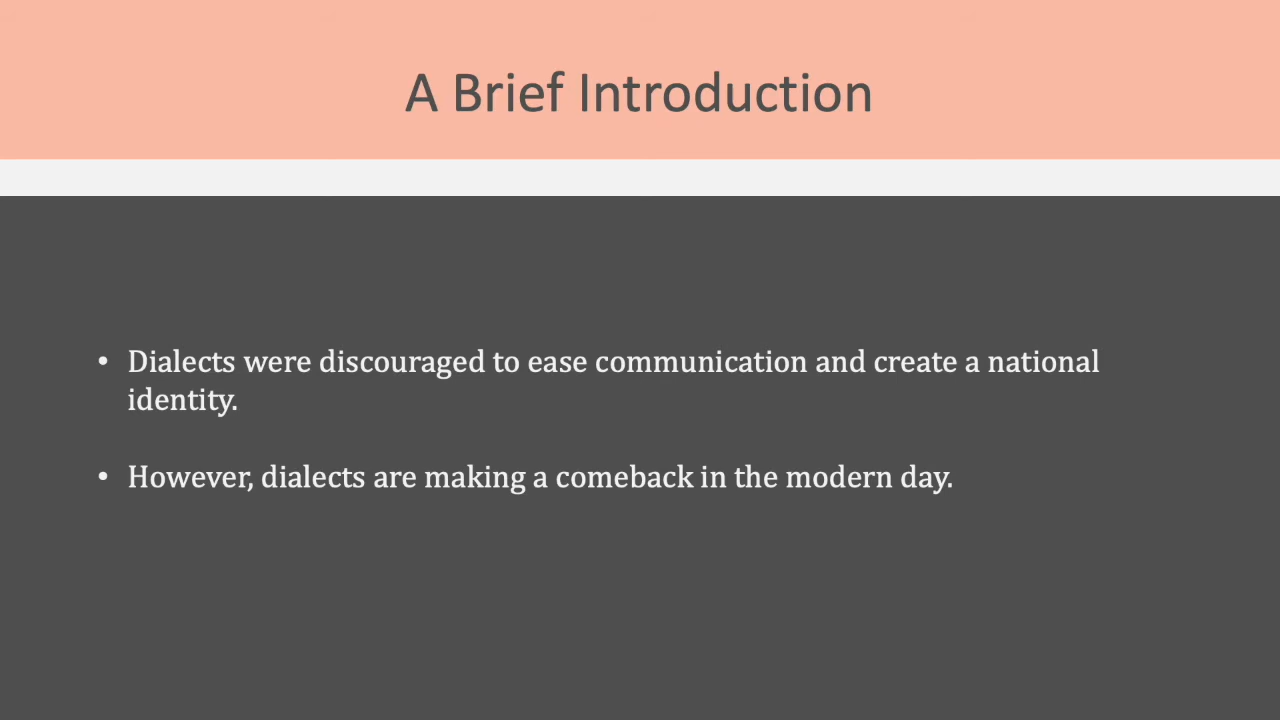 A Brief Introduction
• Dialects were discouraged to ease communication and create a national
identity.
• However, dialects are making a comeback in the modern day.